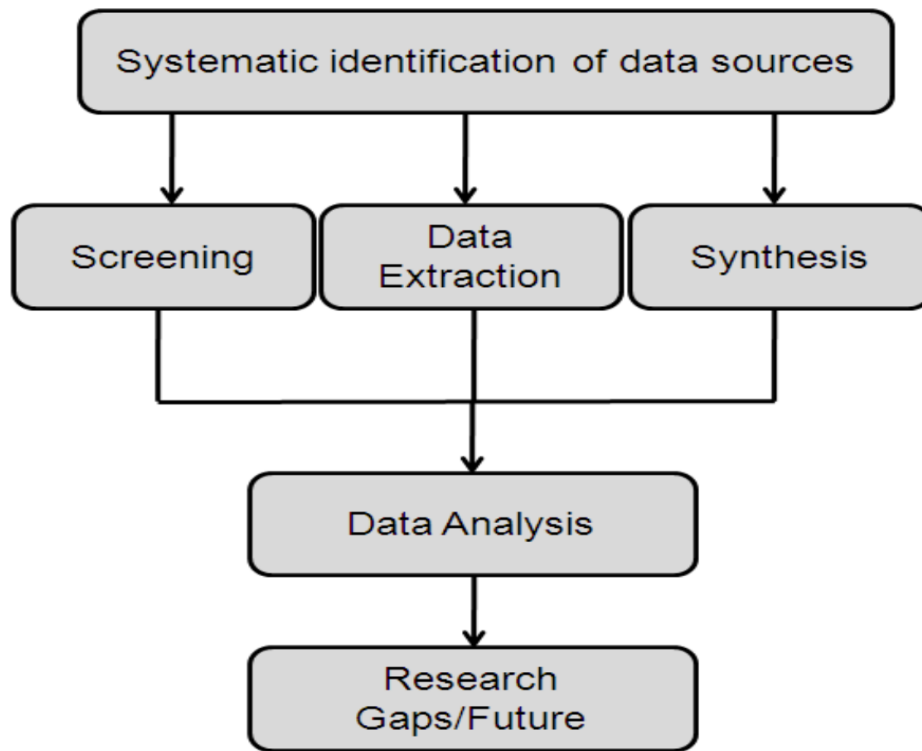 Systematic identification of data sources
Screening
Data
Extraction
Synthesis
Data Analysis
Research
Gaps/Future